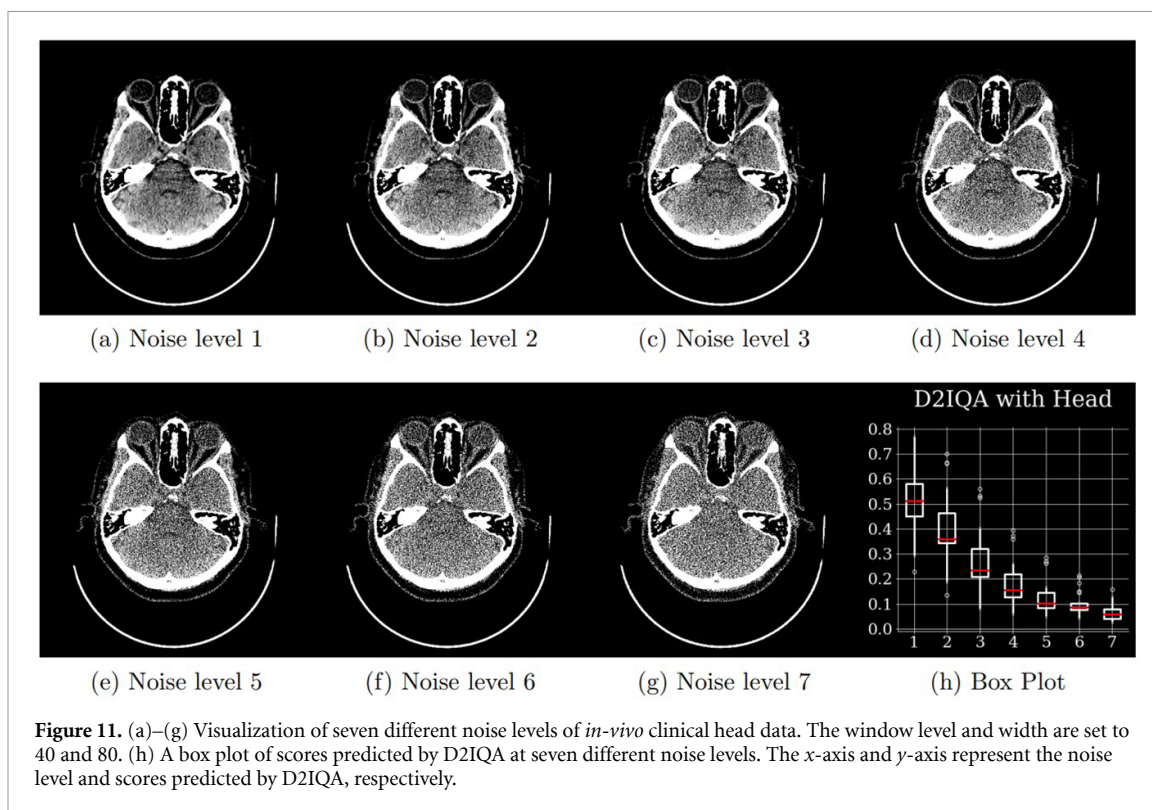 (a) Noise level 1
(b) Noise level 2
(c) Noise level 3
(d) Noise level 4
D2IQA with Head
0.8
0.7
0.6
0.5
0.4
0.3
0.2
0.1
0.0
1 2 3 4 5 6 7
(e) Noise level 5
(f) Noise level 6
(g) Noise level 7
(h) Box Plot
Figure 11. (a)–(g) Visualization of seven different noise levels of in-vivo clinical head data. The window level and width are set to
40 and 80. (h) A box plot of scores predicted by D2IQA at seven different noise levels. The x-axis and y-axis represent the noise
level and scores predicted by D2IQA, respectively.